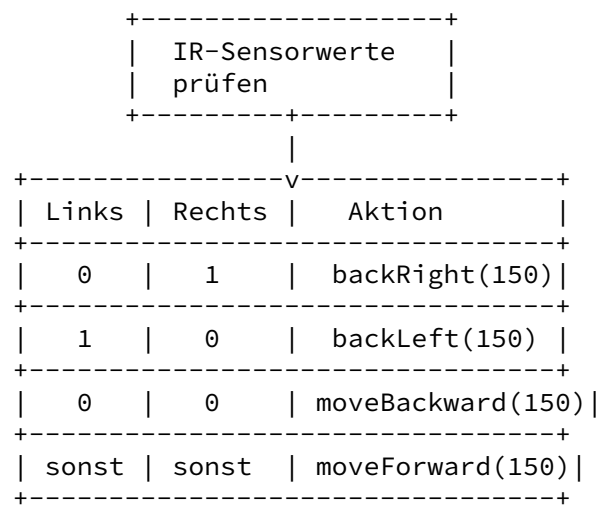 IR-Sensorwerte
prüfen
Links | Rechts | Aktion
0 | 1 | backRight(150)
1 | 0 | backLeft(150)
0 | 0 | moveBackward(150)
sonst | sonst | moveForward(150)